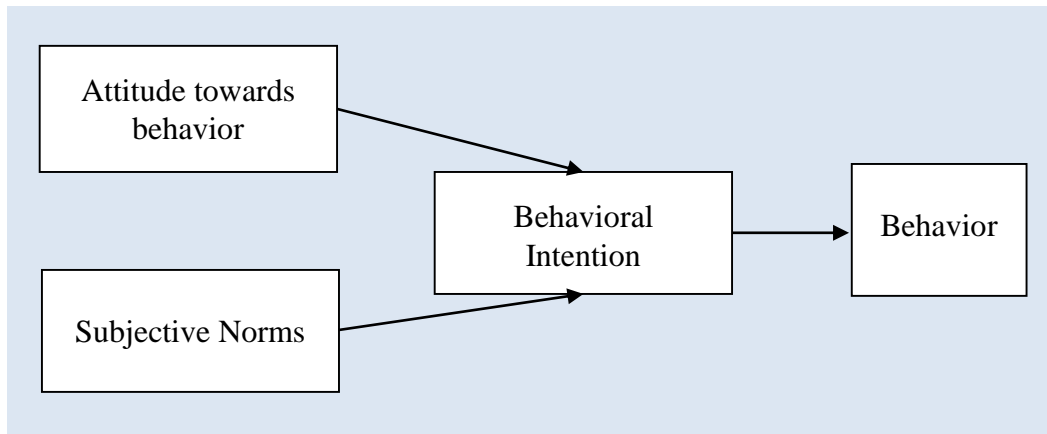 Attitude towards
behavior
Behavioral
Intention
Behavior
Subjective Norms